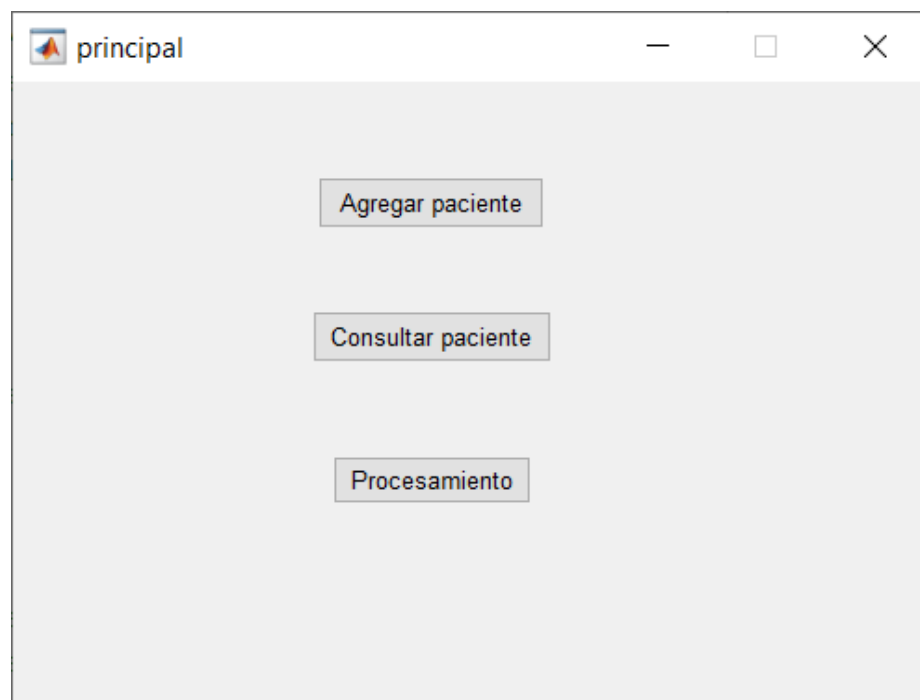 principal
Agregar paciente
Consultar paciente
Procesamiento